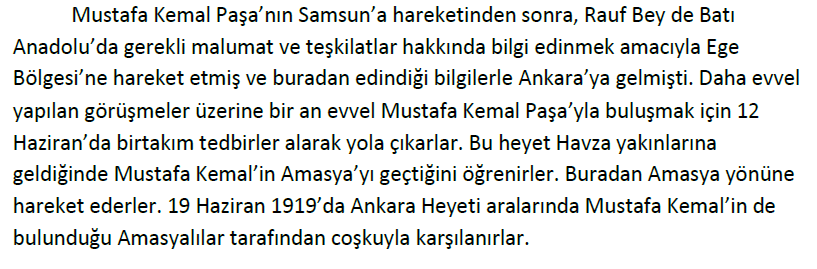 Mustafa Kemal Paşa’nın Samsun’a hareketinden sonra, Rauf Bey de Batı
Anadolu’da gerekli malumat ve teşkilatlar hakkında bilgi edinmek amacıyla Ege
Bölgesi’ne hareket etmiş ve buradan edindiği bilgilerle Ankara’ya gelmişti. Daha evvel
yapılan görüşmeler üzerine bir an evvel Mustafa Kemal Paşa’yla buluşmak için 12
Haziran’da birtakım tedbirler alarak yola çıkarlar. Bu heyet Havza yakınlarına
geldiğinde Mustafa Kemal’in Amasya’yı geçtiğini öğrenirler. Buradan Amasya yönüne
hareket ederler. 19 Haziran 1919’da Ankara Heyeti aralarında Mustafa Kemal’in de
bulunduğu Amasyalılar tarafından coşkuyla karşılanırlar.